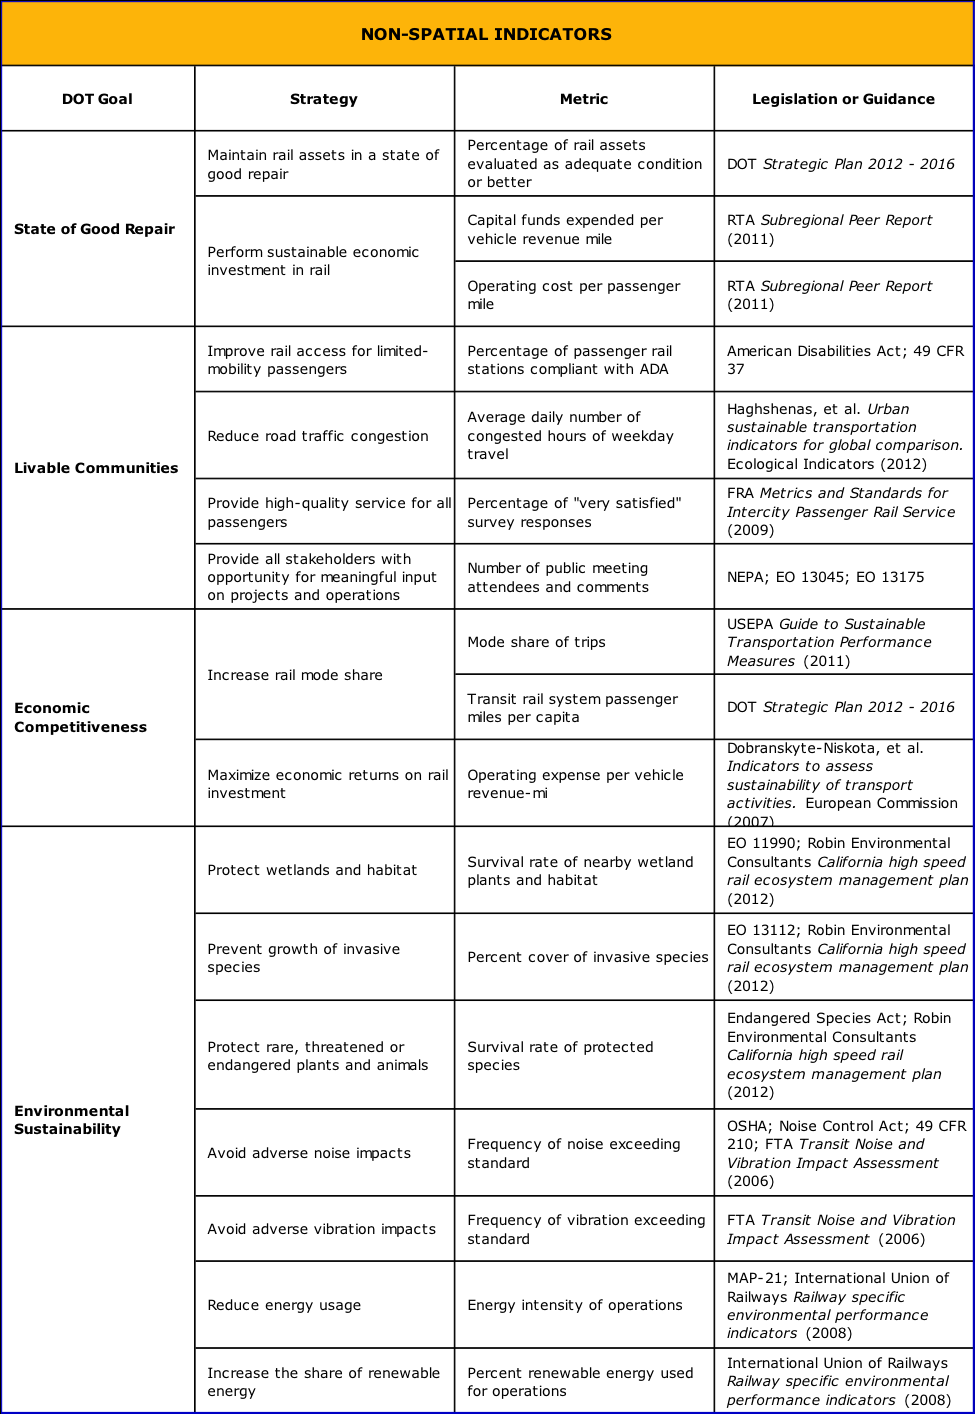 NON-SPATIAL INDICATORS
DOT Goal
Strategy
Metric
Legislation or Guidance
State of Good Repair
Maintain rail assets in a state of
good repair
Percentage of rail assets
evaluated as adequate condition
or better
DOT Strategic Plan 2012 - 2016
Perform sustainable economic
investment in rail
Capital funds expended per
vehicle revenue mile
RTA Subregional Peer Report
(2011)
Operating cost per passenger
mile
RTA Subregional Peer Report
(2011)
Livable Communities
Improve rail access for limited-
mobility passengers
Percentage of passenger rail
stations compliant with ADA
American Disabilities Act; 49 CFR
37
Reduce road traffic congestion
Average daily number of
congested hours of weekday
travel
Haghshenas, et al. Urban
sustainable transportation
indicators for global comparison.
Ecological Indicators (2012)
Provide high-quality service for all
passengers
Percentage of "very satisfied"
survey responses
FRA Metrics and Standards for
Intercity Passenger Rail Service
(2009)
Provide all stakeholders with
opportunity for meaningful input
on projects and operations
Number of public meeting
attendees and comments
NEPA; EO 13045; EO 13175
Economic
Competitiveness
Increase rail mode share
Mode share of trips
USEPA Guide to Sustainable
Transportation Performance
Measures (2011)
Transit rail system passenger
miles per capita
DOT Strategic Plan 2012 - 2016
Maximize economic returns on rail
investment
Operating expense per vehicle
revenue-mi
Dobranskyte-Niskota, et al.
Indicators to assess
sustainability of transport
activities. European Commission
(2007)
Environmental
Sustainability
Protect wetlands and habitat
Survival rate of nearby wetland
plants and habitat
EO 11990; Robin Environmental
Consultants California high speed
rail ecosystem management plan
(2012)
Prevent growth of invasive
species
Percent cover of invasive species
EO 13112; Robin Environmental
Consultants California high speed
rail ecosystem management plan
(2012)
Protect rare, threatened or
endangered plants and animals
Survival rate of protected
species
Endangered Species Act; Robin
Environmental Consultants
California high speed rail
ecosystem management plan
(2012)
Avoid adverse noise impacts
Frequency of noise exceeding
standard
OSHA; Noise Control Act; 49 CFR
210; FTA Transit Noise and
Vibration Impact Assessment
(2006)
Avoid adverse vibration impacts
Frequency of vibration exceeding
standard
FTA Transit Noise and Vibration
Impact Assessment (2006)
Reduce energy usage
Energy intensity of operations
MAP-21; International Union of
Railways Railway specific
environmental performance
indicators (2008)
Increase the share of renewable
energy
Percent renewable energy used
for operations
International Union of Railways
Railway specific environmental
performance indicators (2008)